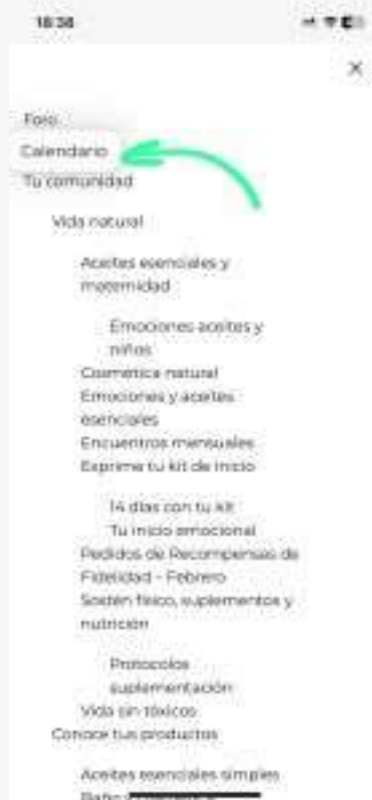 18:38
Foro
Calendario
Tu comunidad
Vida natural
Aceites esenciales y
maternidad
Emociones aceites y
niños
Cosmética natural
Emociones y aceites
esenciales
Encuentros mensuales
Exprime tu kit de inicio
14 días con tu kit
Tu inicio emocional
Pedidos de Recompensas de
Fidelidad - Febrero
Sostén físico, suplementos y
nutrición
Protocolos
suplementación
Vida sin tóxicos
Conoce tus productos
Aceites esenciales simples